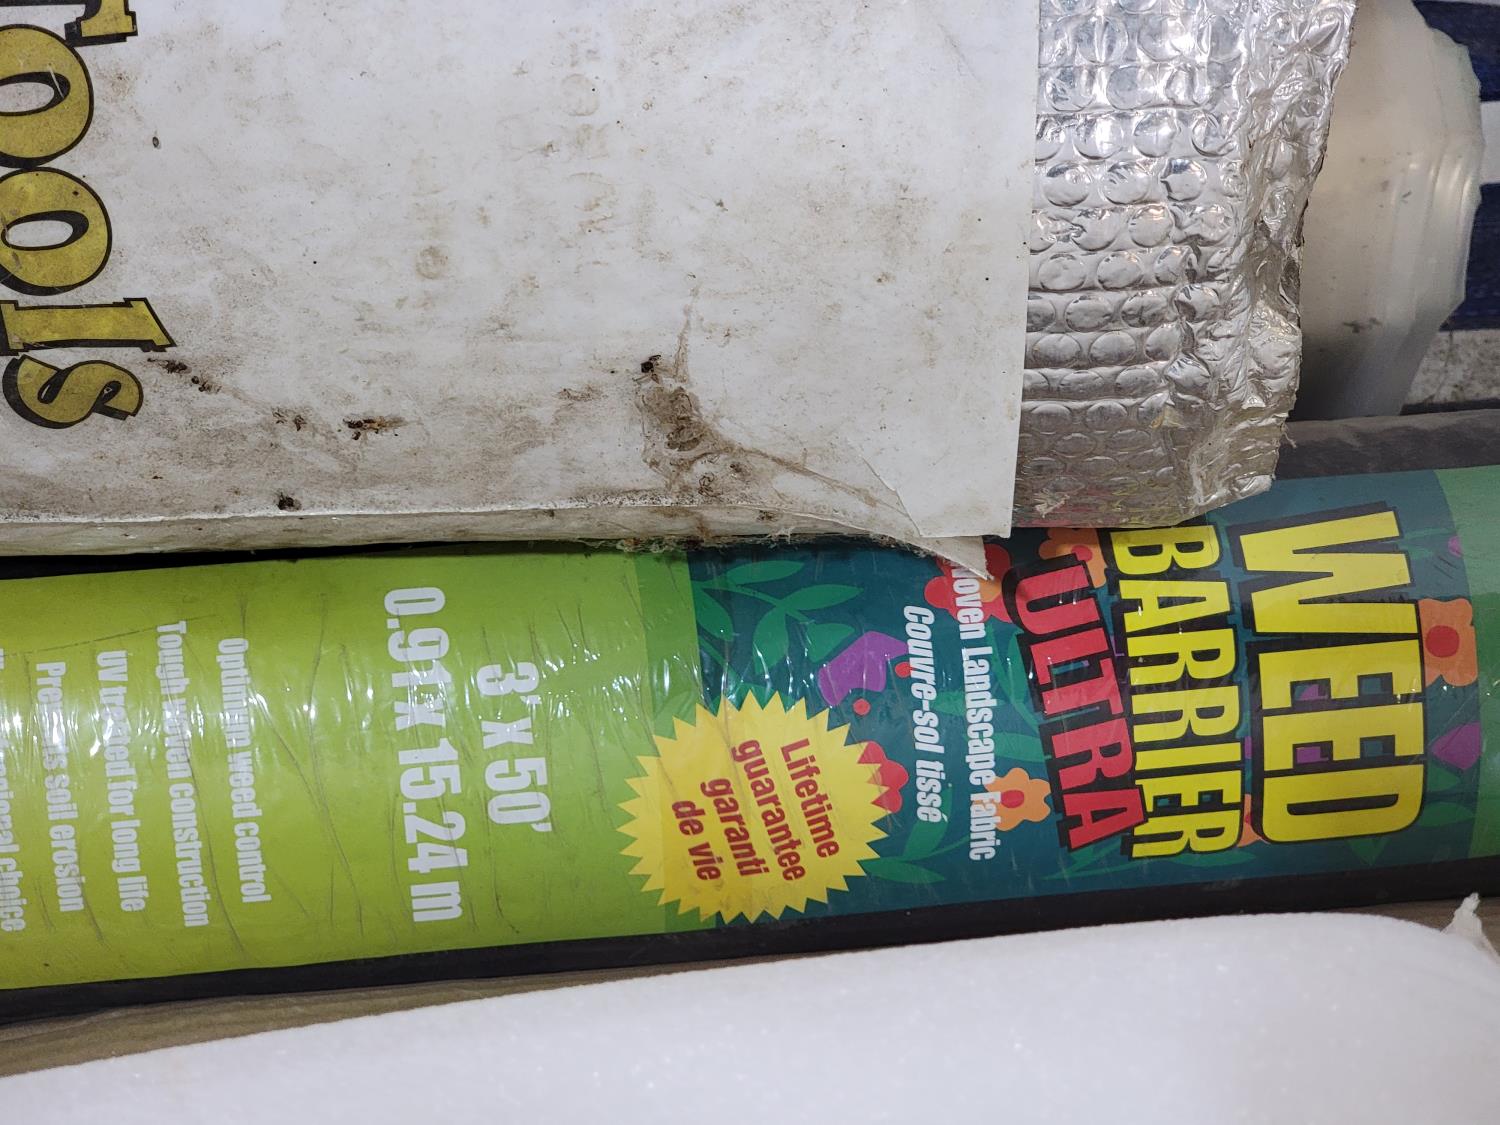 Tools
WEED
BARRIER
ULTRA
Landscape Fabric
Couvre-sol tissé
Lifetime
guarantee
garanti
de vie
3' x 50'
0.91 x 15.24 m
Optimum weed control
Tough woven construction
UV treated for long life
Prevents soil erosion
choice